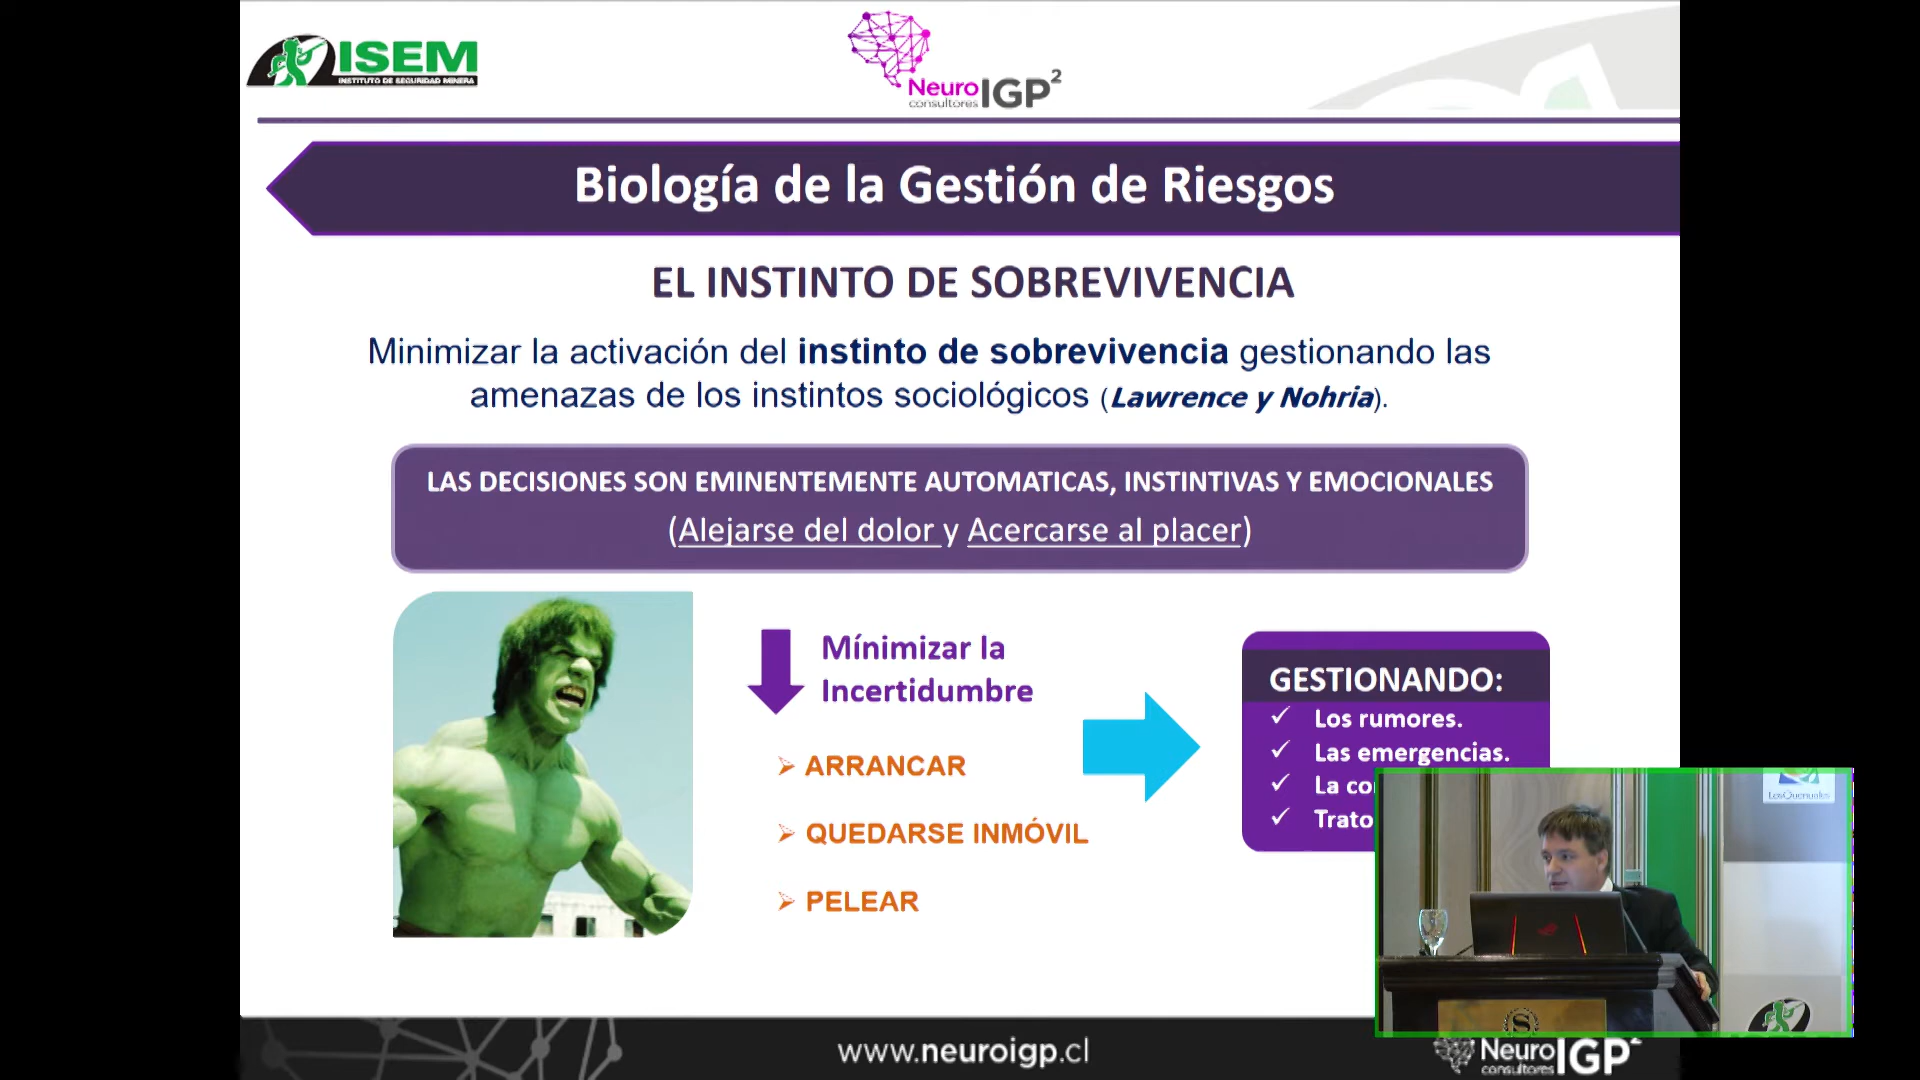 ISEM
INSTITUTO DE SEGURIDAD MINERA
Neuro IGP²
consultores
Biología de la Gestión de Riesgos
EL INSTINTO DE SOBREVIVENCIA
Minimizar la activación del instinto de sobrevivencia gestionando las
amenazas de los instintos sociológicos (Lawrence y Nohria).
LAS DECISIONES SON EMINENTEMENTE AUTOMATICAS, INSTINTIVAS Y EMOCIONALES
(Alejarse del dolor y Acercarse al placer)
Mínimizar la
Incertidumbre
➢ ARRANCAR
➢ QUEDARSE INMÓVIL
➢ PELEAR
GESTIONANDO:
✓ Los rumores.
✓ Las emergencias.
✓ La
✓ Trato
LosQuenuales
S
www.neuroigp.cl
Neuro IGP²
consultores